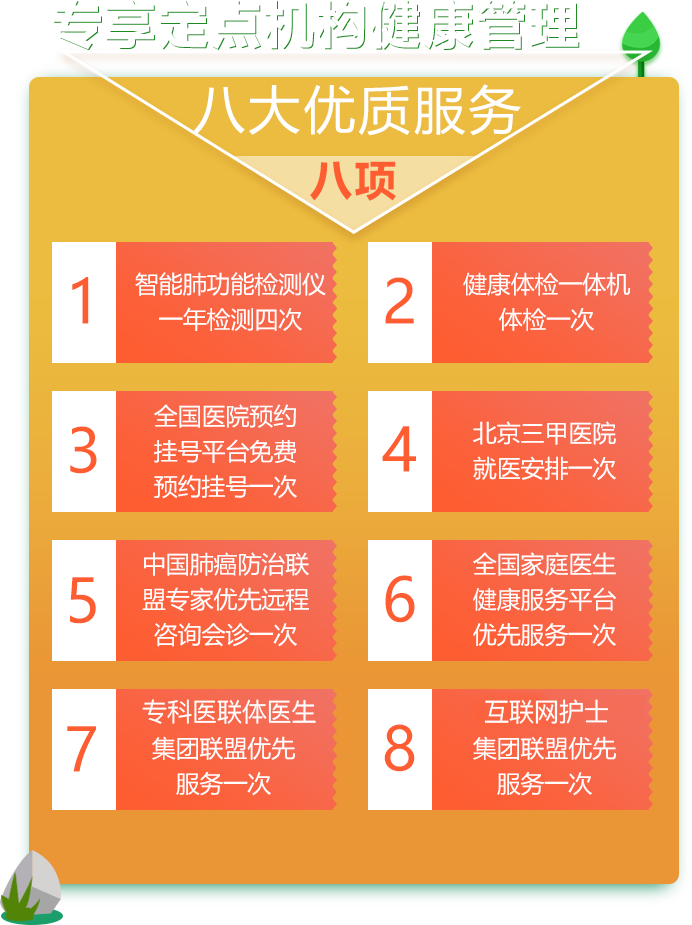 专享定点机构健康管理
八大优质服务
八项
1
智能肺功能检测仪
一年检测四次
2
健康体检一体机
体检一次
3
全国医院预约
挂号平台免费
预约挂号一次
4
北京三甲医院
就医安排一次
5
中国肺癌防治联
盟专家优先远程
咨询会诊一次
6
全国家庭医生
健康服务平台
优先服务一次
7
专科医联体医生
集团联盟优先
服务一次
8
互联网护士
集团联盟优先
服务一次